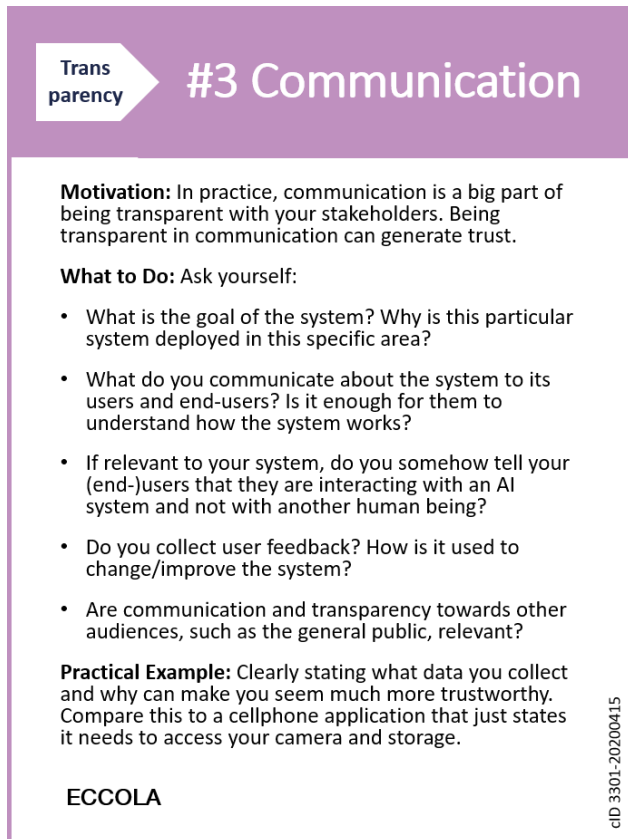 Trans
parency
#3 Communication
Motivation: In practice, communication is a big part of
being transparent with your stakeholders. Being
transparent in communication can generate trust.
What to Do: Ask yourself:
• What is the goal of the system? Why is this particular
system deployed in this specific area?
• What do you communicate about the system to its
users and end-users? Is it enough for them to
understand how the system works?
• If relevant to your system, do you somehow tell your
(end-)users that they are interacting with an AI
system and not with another human being?
• Do you collect user feedback? How is it used to
change/improve the system?
• Are communication and transparency towards other
audiences, such as the general public, relevant?
Practical Example: Clearly stating what data you collect
and why can make you seem much more trustworthy.
Compare this to a cellphone application that just states
it needs to access your camera and storage.
ECCOLA
cID 3301-20200415